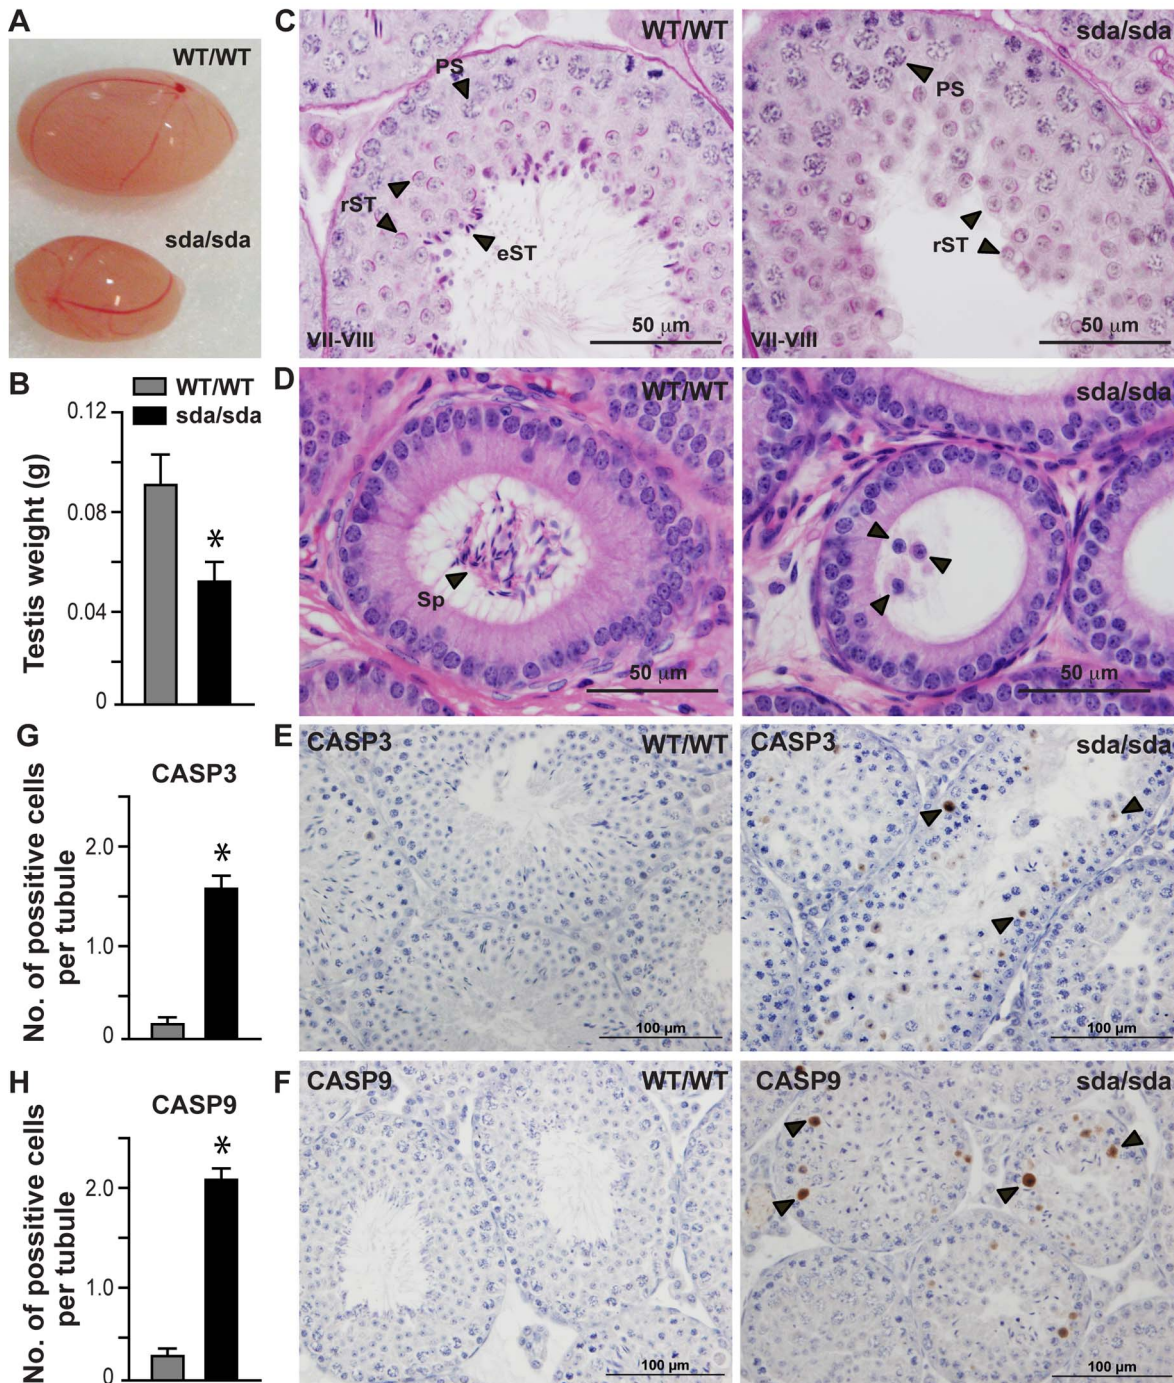 A
WT/WT
sda/sda
B
WT/WT
sda/sda
Testis weight (g)
0.12
0.08
0.04
0
*
C
WT/WT
PS
rST
eST
VII-VIII
50 μm
sda/sda
PS
rST
VII-VIII
50 μm
D
WT/WT
Sp
50 μm
sda/sda
50 μm
G
CASP3
No. of possitive cells
per tubule
2.0
1.0
0
*
E
CASP3
WT/WT
100 μm
CASP3
sda/sda
100 μm
H
CASP9
No. of possitive cells
per tubule
2.0
1.0
0
*
F
CASP9
WT/WT
100 μm
CASP9
sda/sda
100 μm